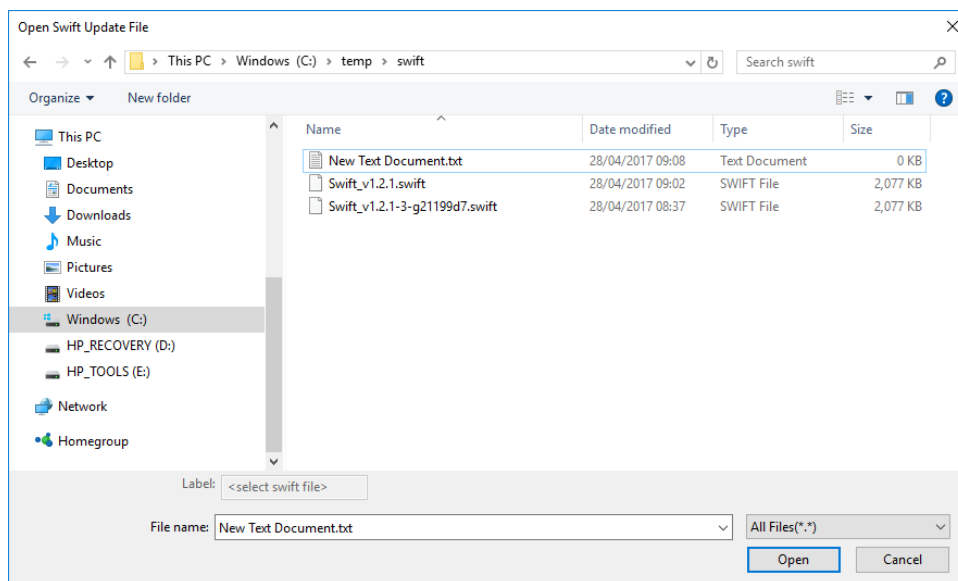 Open Swift Update File
This PC > Windows (C:) > temp > swift
Search swift
Organize
New folder
This PC
Desktop
Documents
Downloads
Music
Pictures
Videos
Windows (C:)
HP_RECOVERY (D:)
HP_TOOLS (E:)
Network
Homegroup
Name Date modified Type Size
New Text Document.txt 28/04/2017 09:08 Text Document 0 KB
Swift_v1.2.1.swift 28/04/2017 09:02 SWIFT File 2,077 KB
Swift_v1.2.1-3-g21199d7.swift 28/04/2017 08:37 SWIFT File 2,077 KB
Label: <select swift file>
File name: New Text Document.txt
All Files(*.*)
Open Cancel